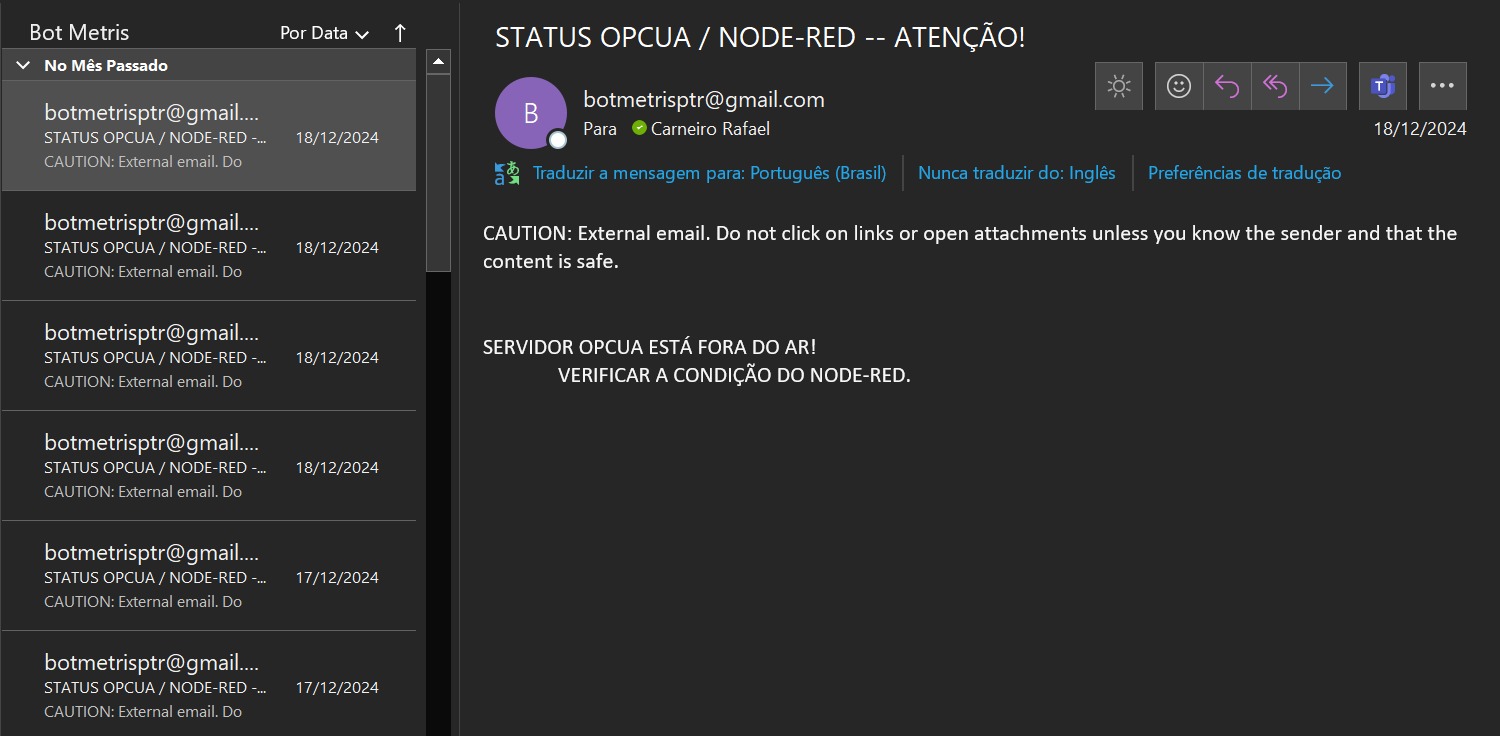 Bot Metris
Por Data
No Mês Passado
botmetrisptr@gmail....
STATUS OPCUA / NODE-RED -...
18/12/2024
CAUTION: External email. Do
botmetrisptr@gmail....
STATUS OPCUA / NODE-RED -...
18/12/2024
CAUTION: External email. Do
botmetrisptr@gmail....
STATUS OPCUA / NODE-RED -...
18/12/2024
CAUTION: External email. Do
botmetrisptr@gmail....
STATUS OPCUA / NODE-RED -...
18/12/2024
CAUTION: External email. Do
botmetrisptr@gmail....
STATUS OPCUA / NODE-RED -...
17/12/2024
CAUTION: External email. Do
botmetrisptr@gmail....
STATUS OPCUA / NODE-RED -...
17/12/2024
CAUTION: External email. Do
STATUS OPCUA / NODE-RED -- ATENÇÃO!
B
botmetrisptr@gmail.com
Para Carneiro Rafael
18/12/2024
Traduzir a mensagem para: Português (Brasil)
Nunca traduzir do: Inglês
Preferências de tradução
CAUTION: External email. Do not click on links or open attachments unless you know the sender and that the
content is safe.
SERVIDOR OPCUA ESTÁ FORA DO AR!
VERIFICAR A CONDIÇÃO DO NODE-RED.